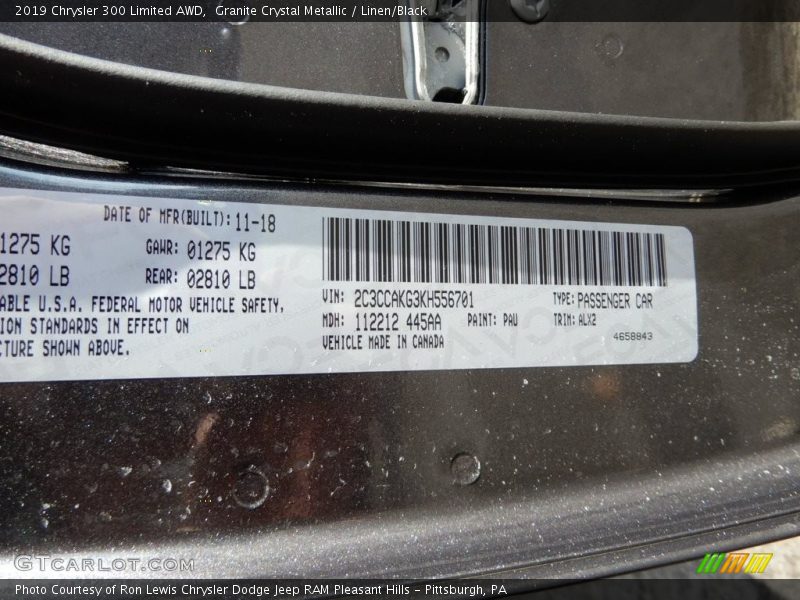 2019 Chrysler 300 Limited AWD, Granite Crystal Metallic / Linen/Black
DATE OF MFR(BUILT): 11-18
1275 KG GAWR: 01275 KG
2810 LB REAR: 02810 LB
ABLE U.S.A. FEDERAL MOTOR VEHICLE SAFETY,
ION STANDARDS IN EFFECT ON
CTURE SHOWN ABOVE.
VIN: 2C3CCAKG3KH556701 TYPE: PASSENGER CAR
MDH: 112212 445AA PAINT: PAU TRIM: ALX2
VEHICLE MADE IN CANADA 4658843
GTCarLot.com
Photo Courtesy of Ron Lewis Chrysler Dodge Jeep RAM Pleasant Hills – Pittsburgh, PA